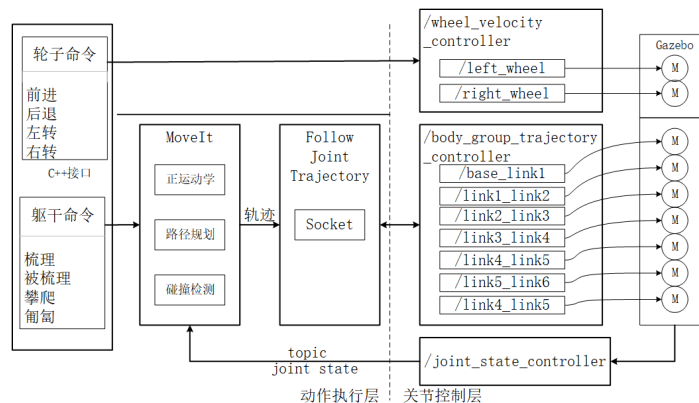 轮子命令
前进
后退
左转
右转
C++接口
躯干命令
梳理
被梳理
攀爬
匍匐
MoveIt
正运动学
路径规划
碰撞检测
轨迹
Follow
Joint
Trajectory
Socket
/wheel_velocity
_controller
/left_wheel
/right_wheel
/body_group_trajectory
_controller
/base_link1
/link1_link2
/link2_link3
/link3_link4
/link4_link5
/link5_link6
/link4_link5
Gazebo
M
M
M
M
M
M
M
M
M
/joint_state_controller
topic
joint state
动作执行层
关节控制层